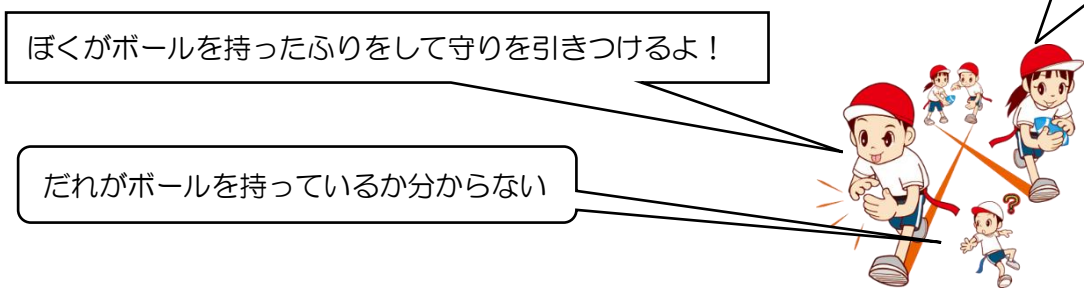 ぼくがボールを持ったふりをして守りを引きつけるよ！
だれがボールを持っているか分からない
?